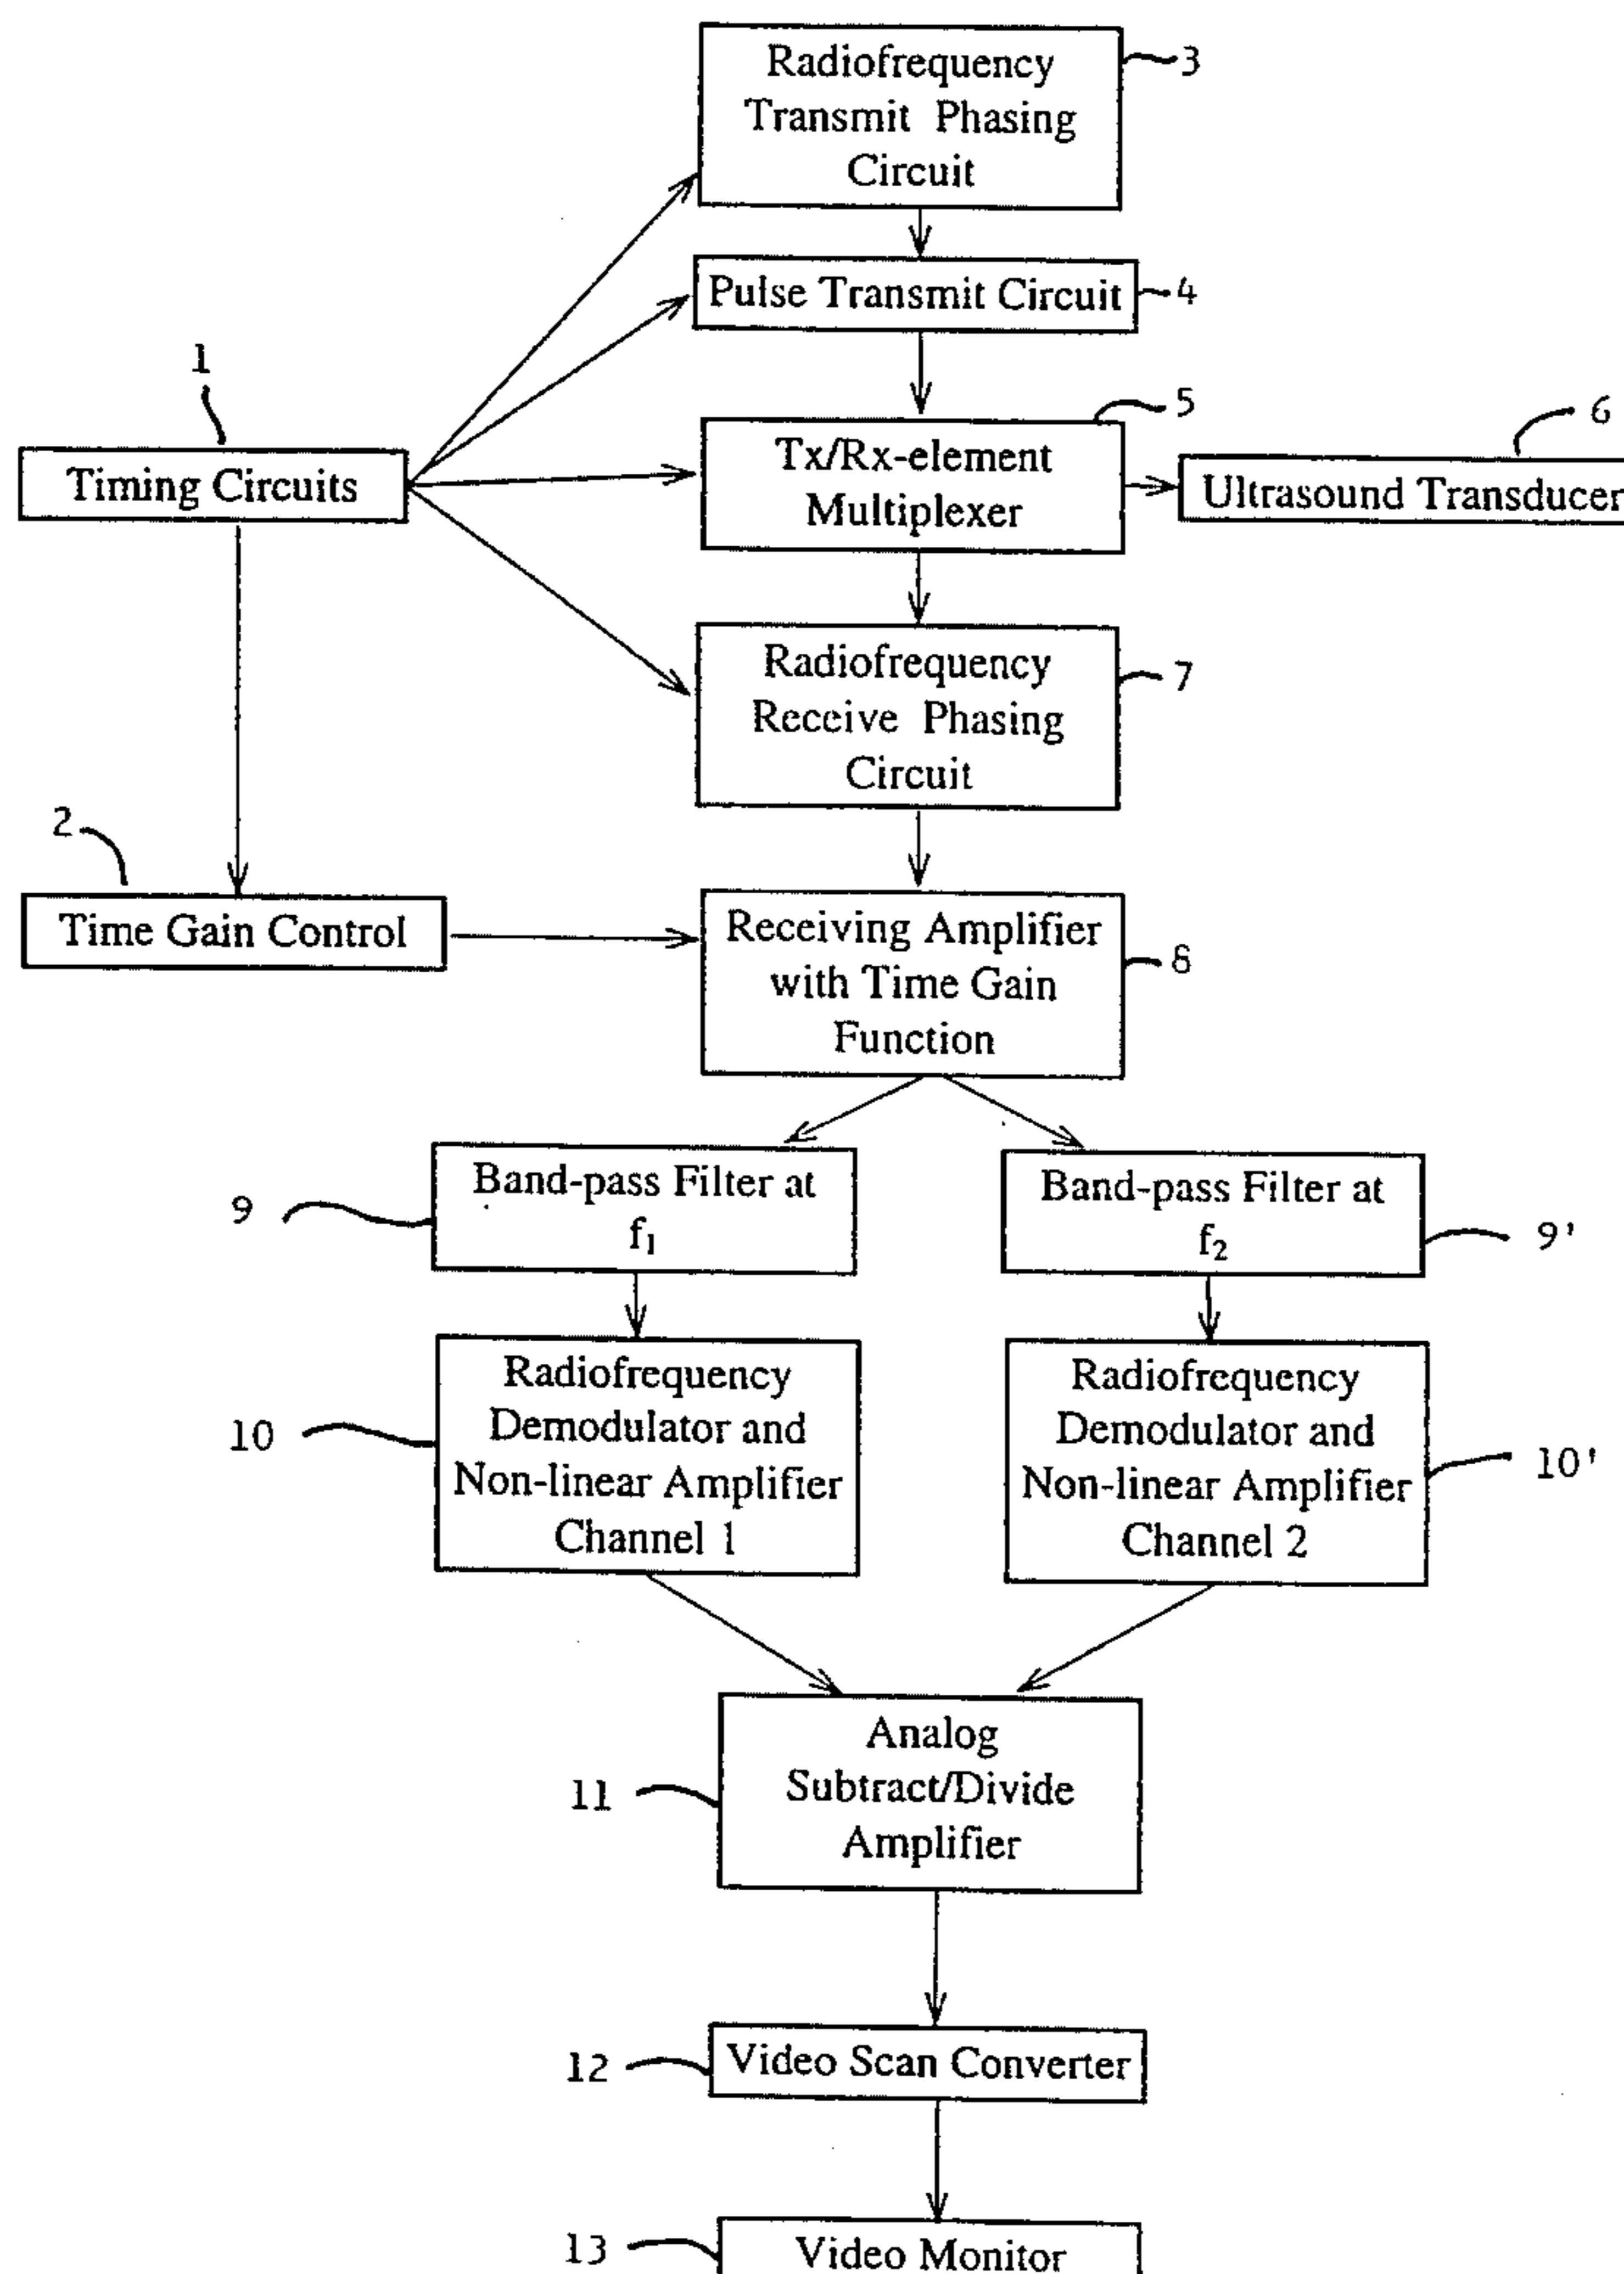 Radiofrequency
Transmit Phasing
Circuit
3
Pulse Transmit Circuit
4
1
Timing Circuits
5
Tx/Rx-element
Multiplexer
6
Ultrasound Transducer
Radiofrequency
Receive Phasing
Circuit
7
2
Time Gain Control
Receiving Amplifier
with Time Gain
Function
8
9
Band-pass Filter at
f₁
Band-pass Filter at
f₂
9'
10
Radiofrequency
Demodulator and
Non-linear Amplifier
Channel 1
Radiofrequency
Demodulator and
Non-linear Amplifier
Channel 2
10'
11
Analog
Subtract/Divide
Amplifier
12
Video Scan Converter
13
Video Monitor